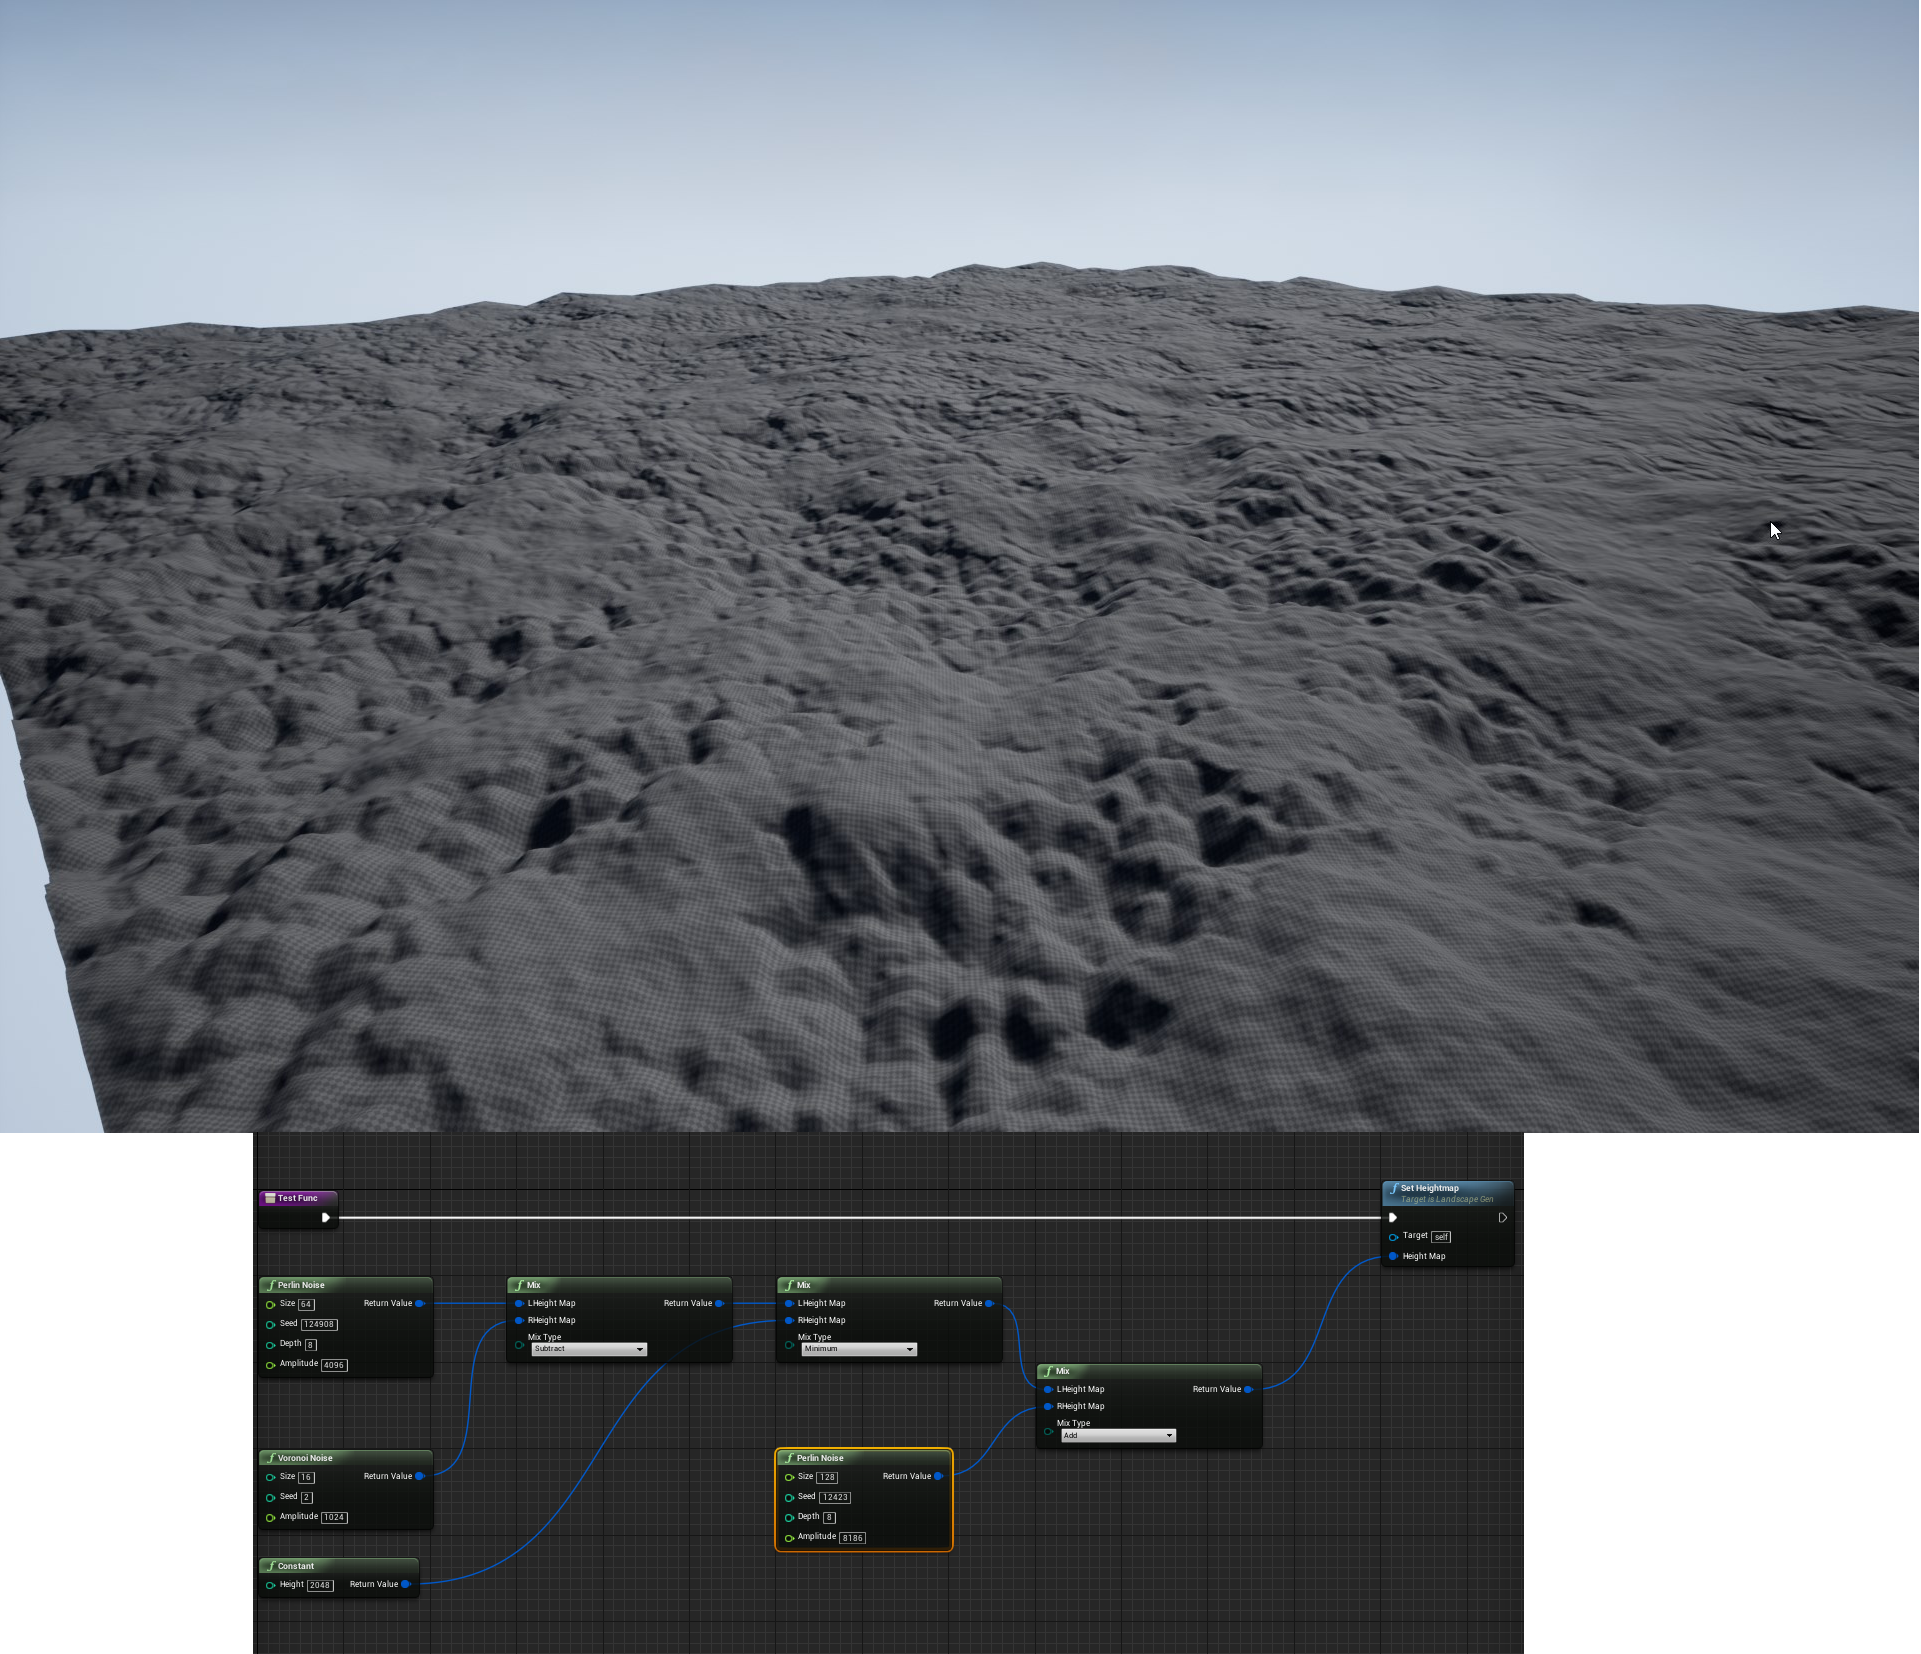 Test Func
Set Heightmap
Target is Landscape Gen
Target self
Height Map
Perlin Noise
Size 64 Return Value
Seed 124908
Depth 8
Amplitude 4096
Mix
LHeight Map Return Value
RHeight Map
Mix Type
Subtract
Mix
LHeight Map Return Value
RHeight Map
Mix Type
Minimum
Mix
LHeight Map Return Value
RHeight Map
Mix Type
Add
Voronoi Noise
Size 16 Return Value
Seed 2
Amplitude 1024
Perlin Noise
Size 128 Return Value
Seed 12423
Depth 8
Amplitude 8186
Constant
Height 2048 Return Value